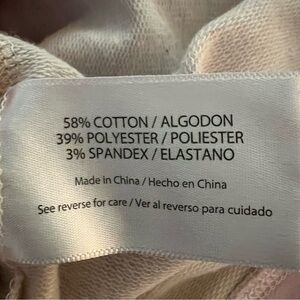 58% COTTON / ALGODON
39% POLYESTER / POLIESTER
3% SPANDEX / ELASTANO
Made in China / Hecho en China
See reverse for care / Ver al reverso para cuidado